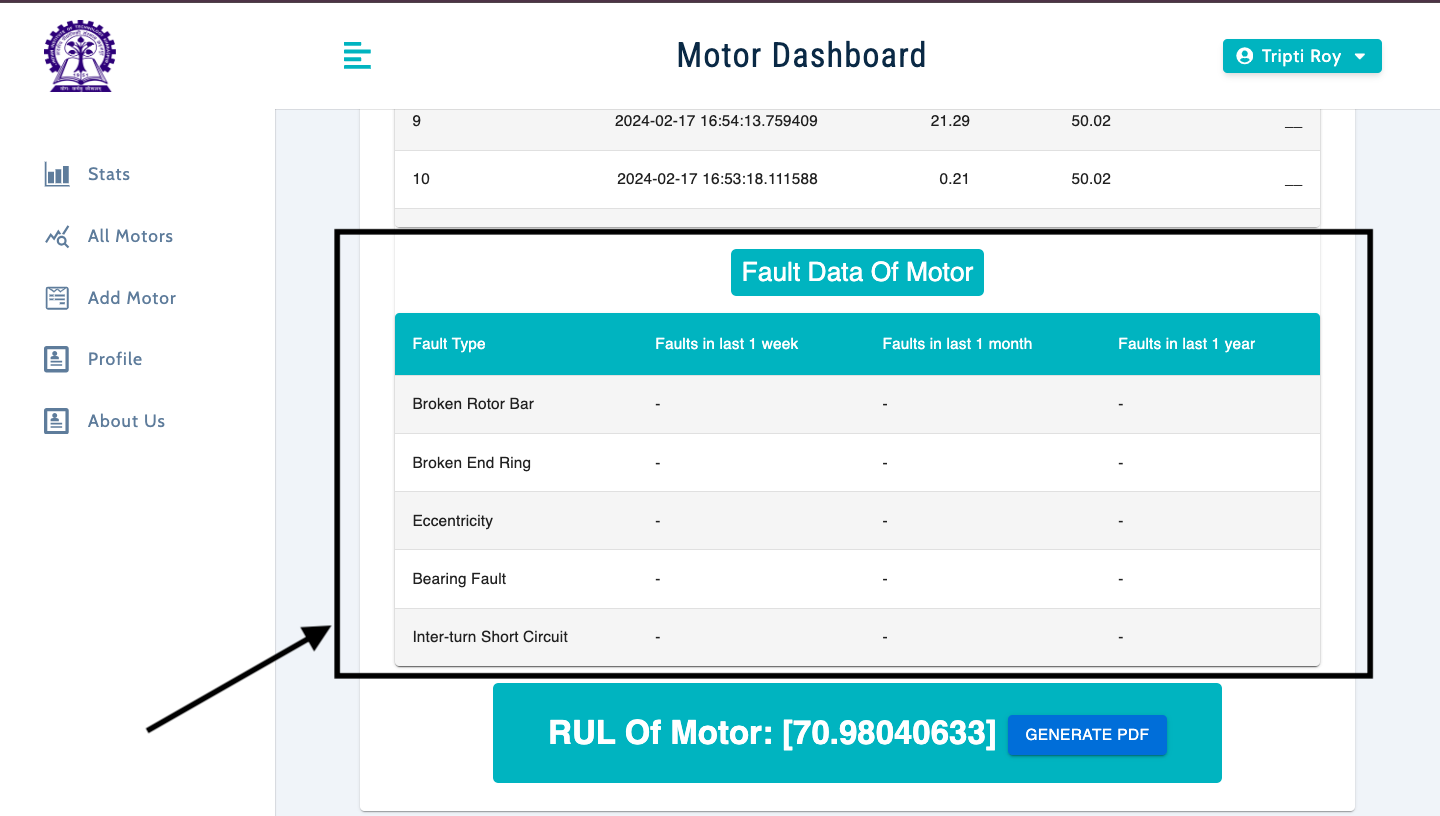 Motor Dashboard
Tripti Roy
Stats
All Motors
Add Motor
Profile
About Us
9 2024-02-17 16:54:13.759409 21.29 50.02 __
10 2024-02-17 16:53:18.111588 0.21 50.02 __
Fault Data Of Motor
Fault Type Faults in last 1 week Faults in last 1 month Faults in last 1 year
Broken Rotor Bar - - -
Broken End Ring - - -
Eccentricity - - -
Bearing Fault - - -
Inter-turn Short Circuit - - -
RUL Of Motor: [70.98040633] GENERATE PDF